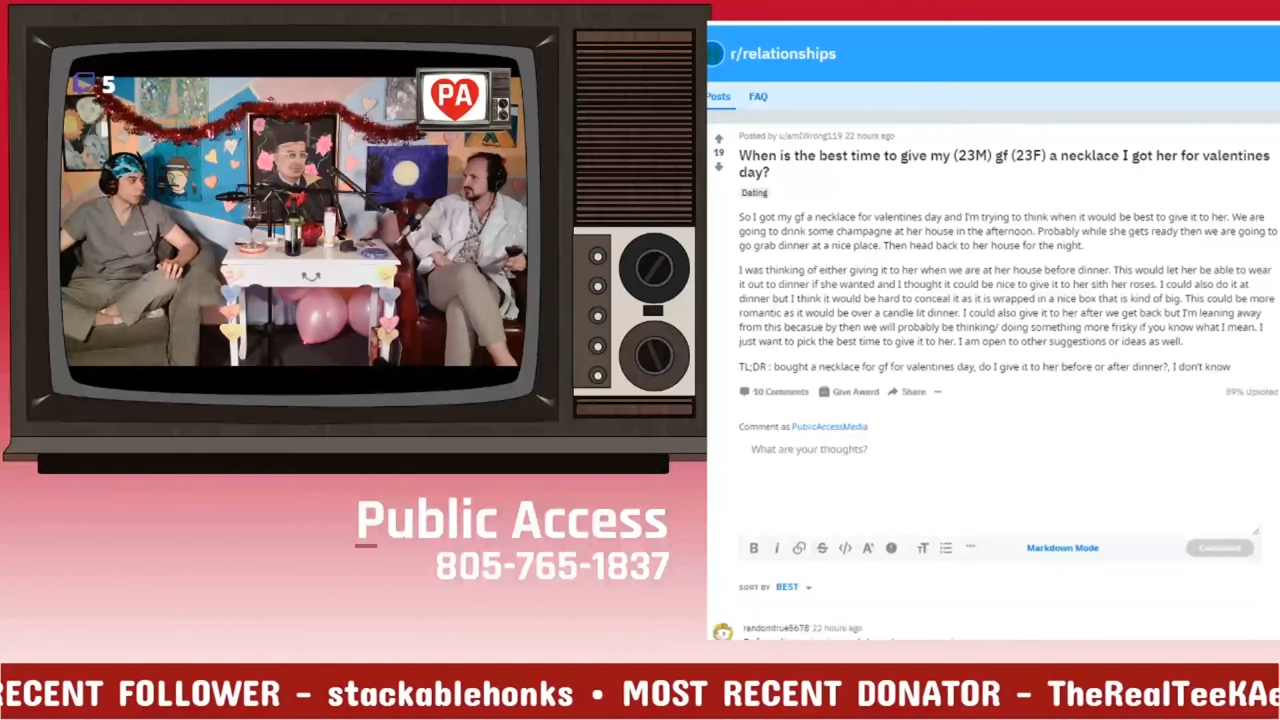 5
PA
r/relationships
Posts FAQ
Posted by u/amIWrong119 22 hours ago
19
When is the best time to give my (23M) gf (23F) a necklace I got her for valentines
day?
Dating
So I got my gf a necklace for valentines day and I'm trying to think when it would be best to give it to her. We are
going to drink some champagne at her house in the afternoon. Probably while she gets ready then we are going to
go grab dinner at a nice place. Then head back to her house for the night.
I was thinking of either giving it to her when we are at her house before dinner. This would let her be able to wear
it out to dinner if she wanted and I thought it could be nice to give it to her sith her roses. I could also do it at
dinner but I think it would be hard to conceal it as it is wrapped in a nice box that is kind of big. This could be more
romantic as it would be over a candle lit dinner. I could also give it to her after we get back but I'm leaning away
from this becasue by then we will probably be thinking/ doing something more frisky if you know what I mean. I
just want to pick the best time to give it to her. I am open to other suggestions or ideas as well.
TL;DR : bought a necklace for gf for valentines day, do I give it to her before or after dinner?, I don't know
10 Comments Give Award Share 89% Upvoted
Comment as PublicAccessMedia
What are your thoughts?
B i S </> A TT ... Markdown Mode Comment
SORT BY BEST
randomtrue5678 22 hours ago
Public Access
805-765-1837
RECENT FOLLOWER - stackablehonks • MOST RECENT DONATOR - TheRealTeeKAe